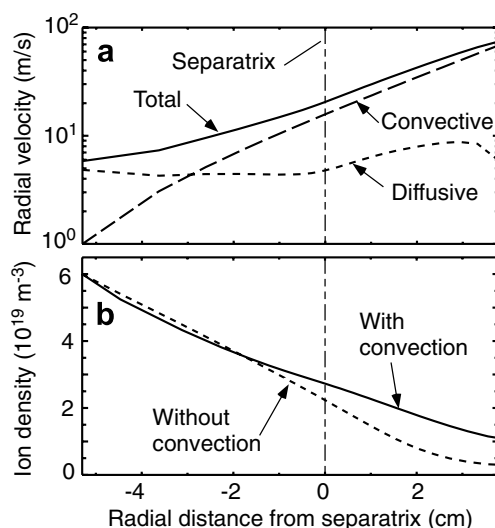 10²
a
Separatrix
Radial velocity (m/s)
Total
10¹
Convective
Diffusive
10⁰
6
b
Ion density (10¹⁹ m⁻³)
With
convection
4
Without
convection
2
0
-4 -2 0 2
Radial distance from separatrix (cm)